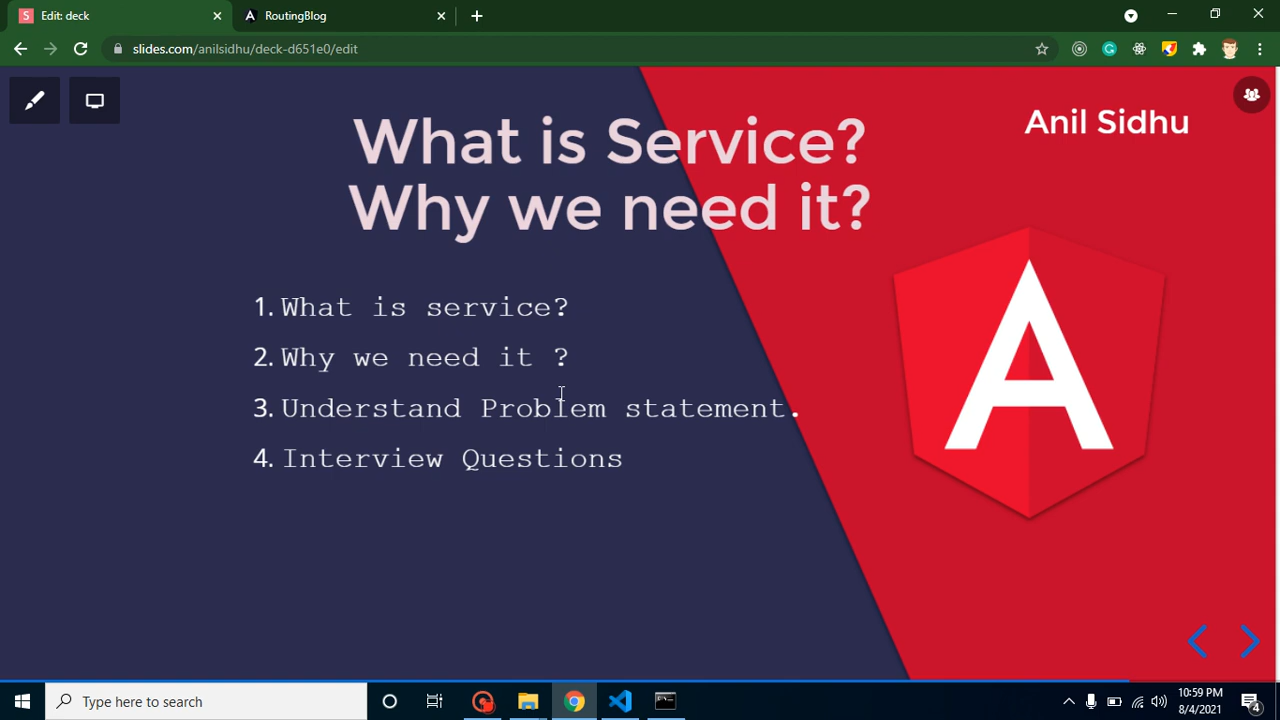 Edit: deck
RoutingBlog
slides.com/anilsidhu/deck-d651e0/edit
What is Service?
Why we need it?
Anil Sidhu
1. What is service?
2. Why we need it ?
3. Understand Problem statement.
4. Interview Questions
A
Type here to search
10:59 PM
8/4/2021
4